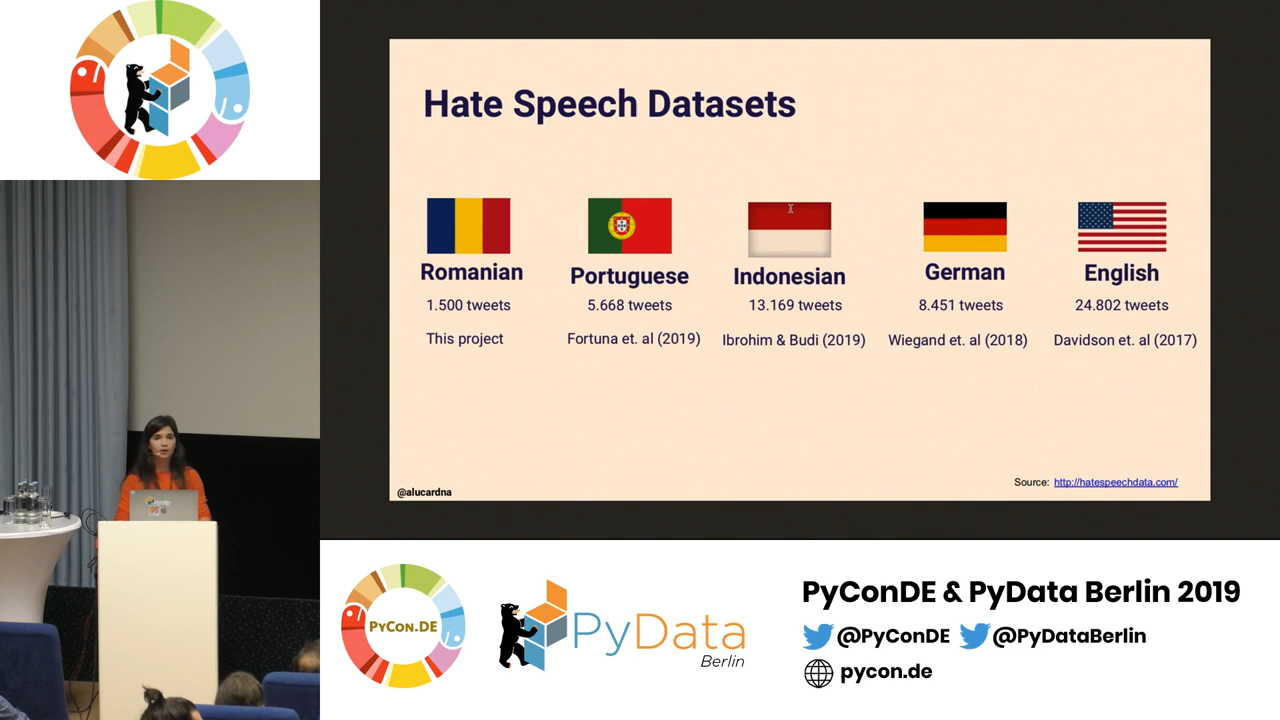 Hate Speech Datasets
Romanian
1.500 tweets
This project
Portuguese
5.668 tweets
Fortuna et. al (2019)
Indonesian
13.169 tweets
Ibrohim & Budi (2019)
German
8.451 tweets
Wiegand et. al (2018)
English
24.802 tweets
Davidson et. al (2017)
@alucardna
Source: http://hatespeechdata.com/
PyCon.DE
PyData
Berlin
PyConDE & PyData Berlin 2019
@PyConDE @PyDataBerlin
pycon.de